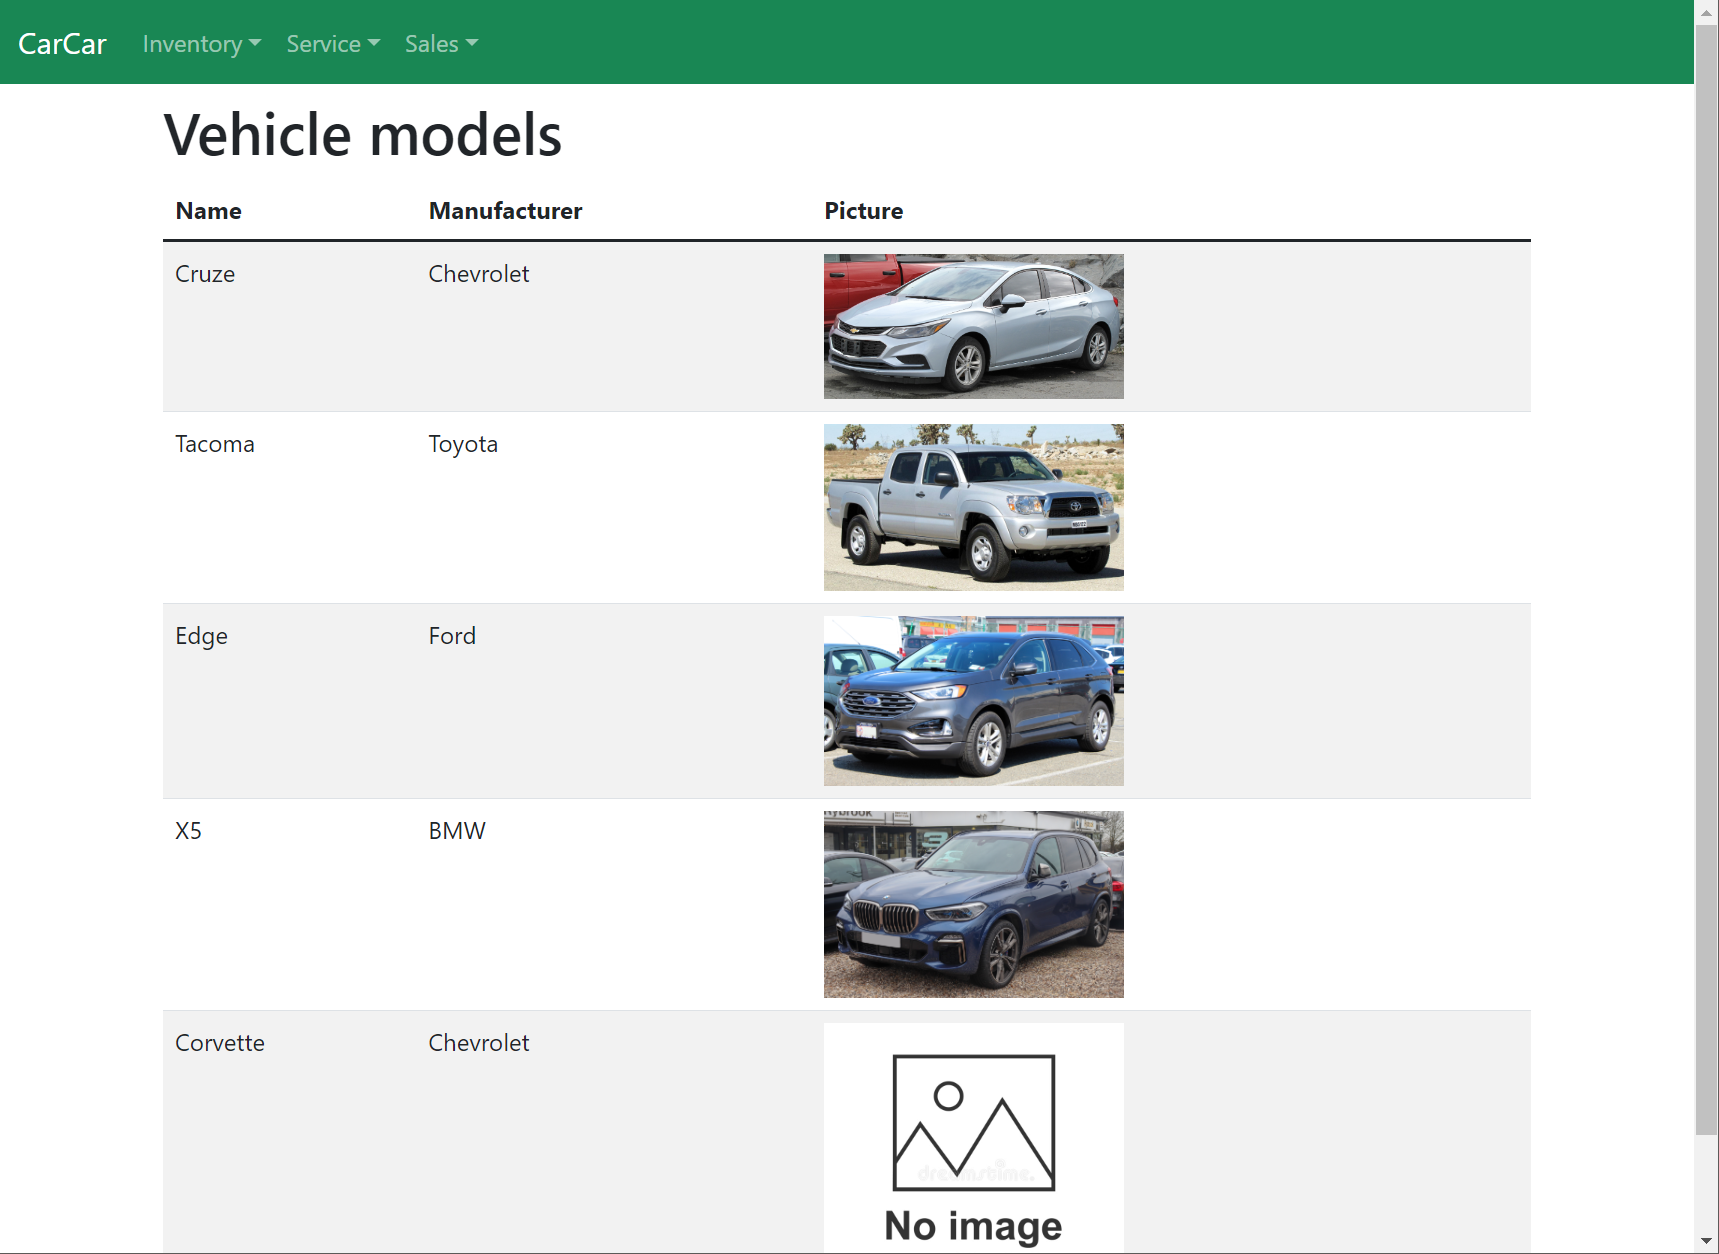 CarCar Inventory Service Sales
Vehicle models
Name Manufacturer Picture
Cruze Chevrolet
Tacoma Toyota
Edge Ford
X5 BMW
Corvette Chevrolet
dreamstime.
No image